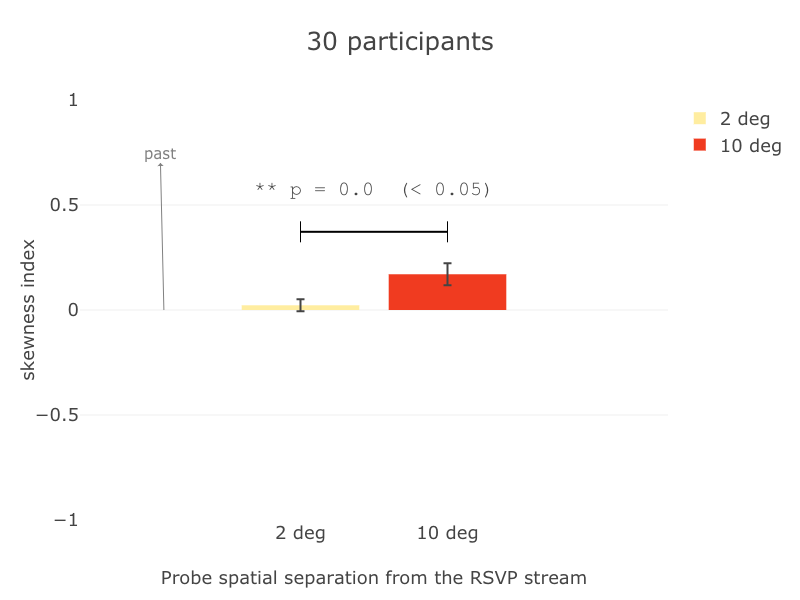 30 participants
1
2 deg
10 deg
past
** p = 0.0  (< 0.05)
0.5
skewness index
0
−0.5
−1
2 deg
10 deg
Probe spatial separation from the RSVP stream